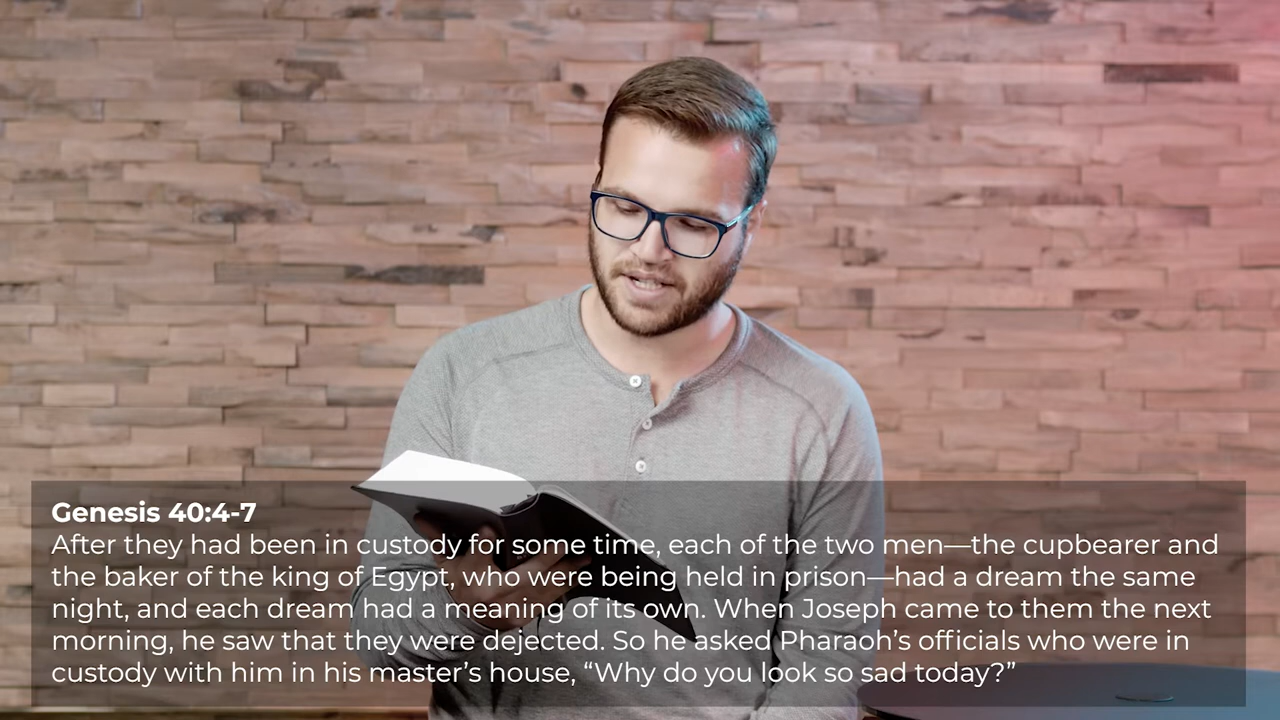 Genesis 40:4-7
After they had been in custody for some time, each of the two men—the cupbearer and
the baker of the king of Egypt, who were being held in prison—had a dream the same
night, and each dream had a meaning of its own. When Joseph came to them the next
morning, he saw that they were dejected. So he asked Pharaoh’s officials who were in
custody with him in his master’s house, “Why do you look so sad today?”